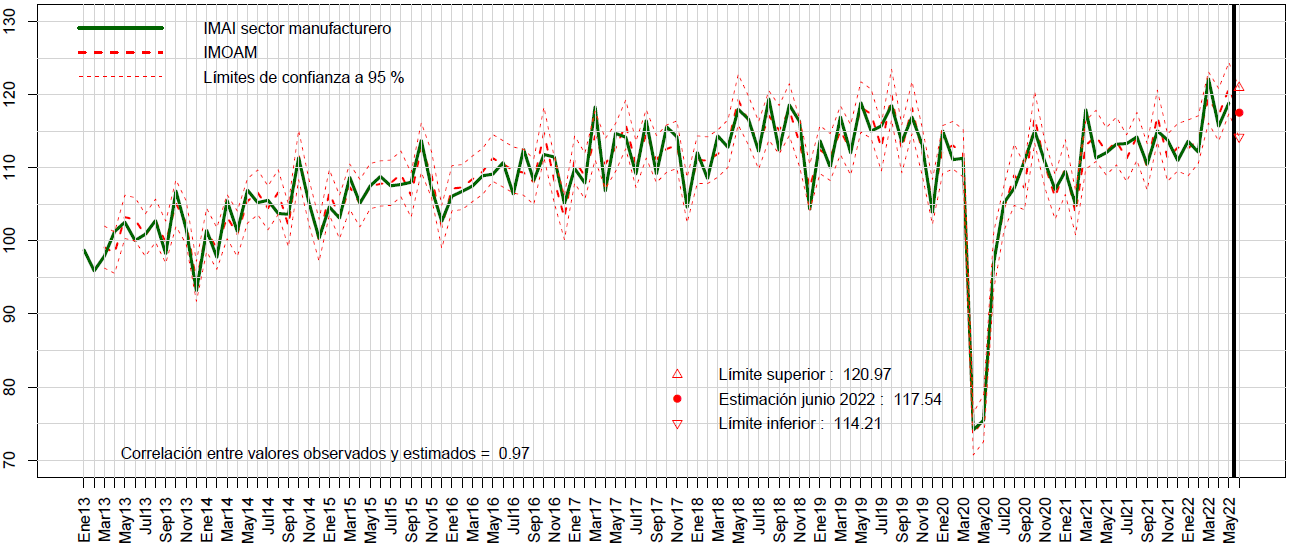 130
120
110
100
90
80
70
IMAI sector manufacturero
IMOAM
Límites de confianza a 95 %
Límite superior : 120.97
Estimación junio 2022 : 117.54
Límite inferior : 114.21
Correlación entre valores observados y estimados = 0.97
Ene13
Mar13
May13
Jul13
Sep13
Nov13
Ene14
Mar14
May14
Jul14
Sep14
Nov14
Ene15
Mar15
May15
Jul15
Sep15
Nov15
Ene16
Mar16
May16
Jul16
Sep16
Nov16
Ene17
Mar17
May17
Jul17
Sep17
Nov17
Ene18
Mar18
May18
Jul18
Sep18
Nov18
Ene19
Mar19
May19
Jul19
Sep19
Nov19
Ene20
Mar20
May20
Jul20
Sep20
Nov20
Ene21
Mar21
May21
Jul21
Sep21
Nov21
Ene22
Mar22
May22